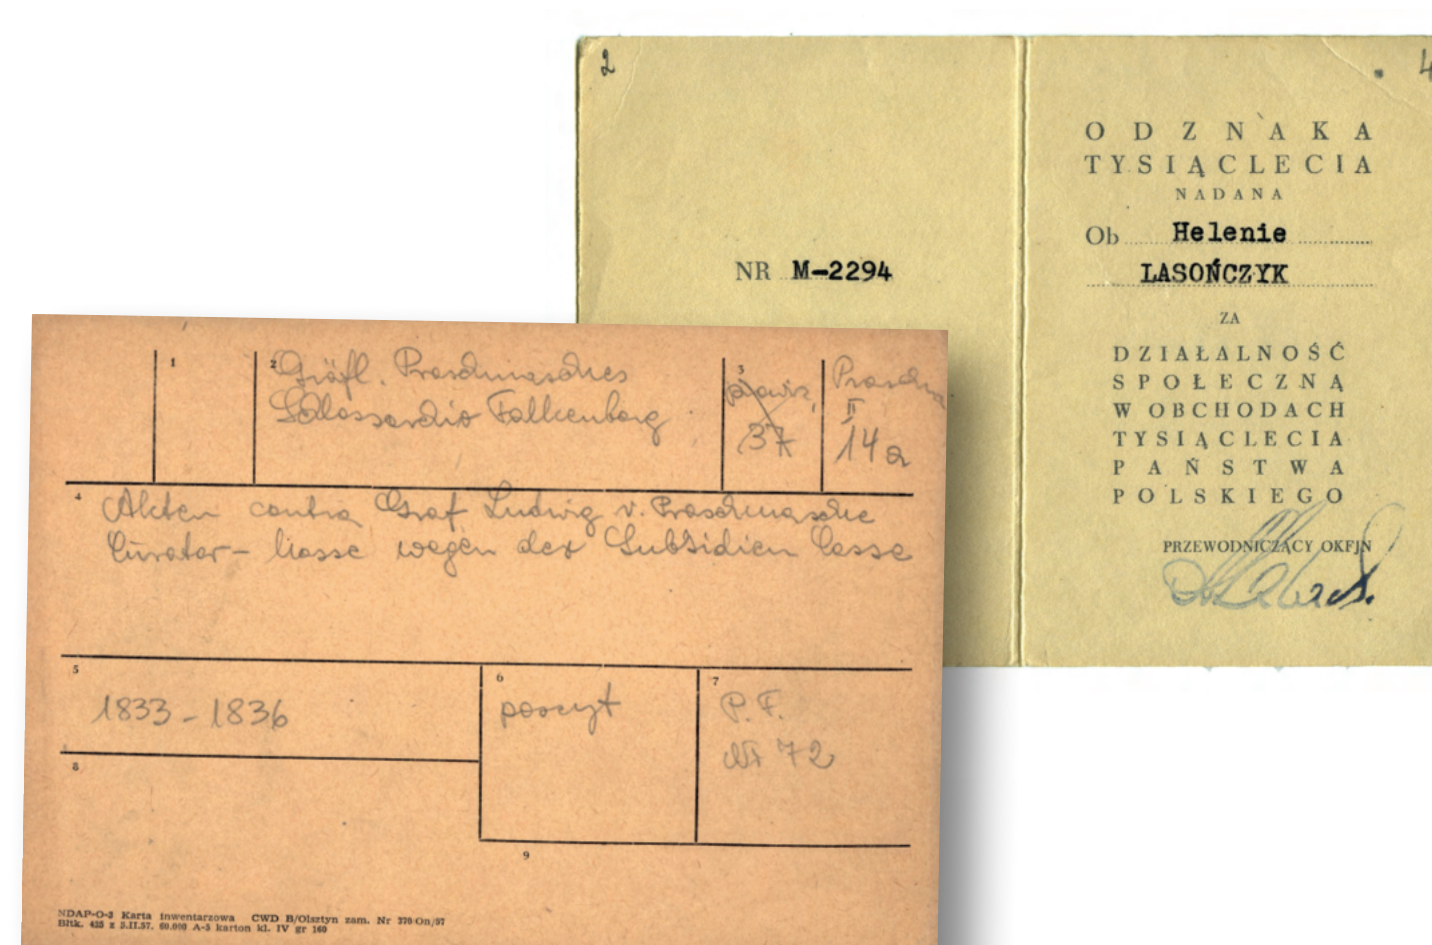 2
4
NR M-2294
ODZNAKA
TYSIĄCLECIA
NADANA
Ob Helenie
LASOŃCZYK
ZA
DZIAŁALNOŚĆ
SPOŁECZNĄ
W OBCHODACH
TYSIĄCLECIA
PAŃSTWA
POLSKIEGO
PRZEWODNICZĄCY OKFJN
1
2
Gräfl. Praschmasches
Schlossarchiv Falkenberg
3
37
Praschma
II
14a
4
Akten contra Graf Ludwig v. Praschmasche
Curator- wegen der Subsidien Casse
5
1833-1836
6
poszyt
7
P. F.
Nr 72
8
9
NDAP-O-3 Karta inwentarzowa CWD B/Olsztyn zam. Nr 370/On/57
Bltk. 435 z 5.II.57. 60.000 A-5 karton kl. IV gr 160